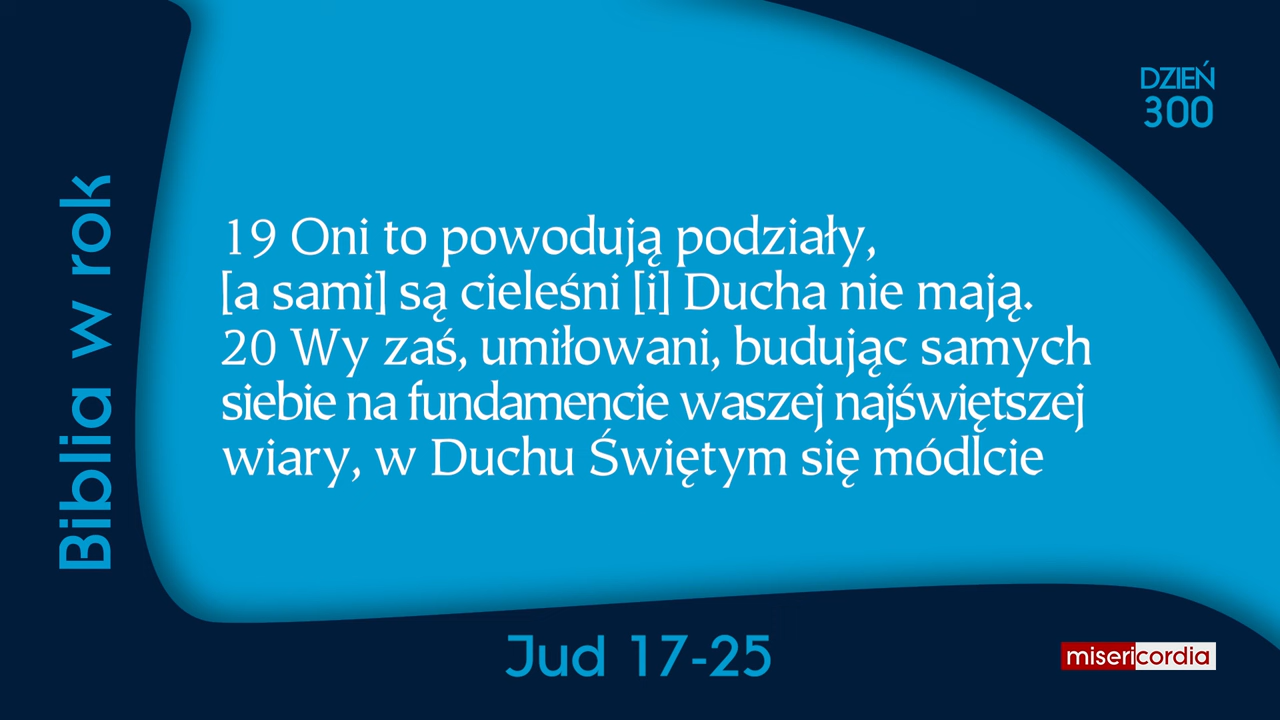 DZIEŃ
300
Biblia w rok
19 Oni to powodują podziały,
[a sami] są cieleśni [i] Ducha nie mają.
20 Wy zaś, umiłowani, budując samych
siebie na fundamencie waszej najświętszej
wiary, w Duchu Świętym się módlcie
Jud 17-25
misericordia